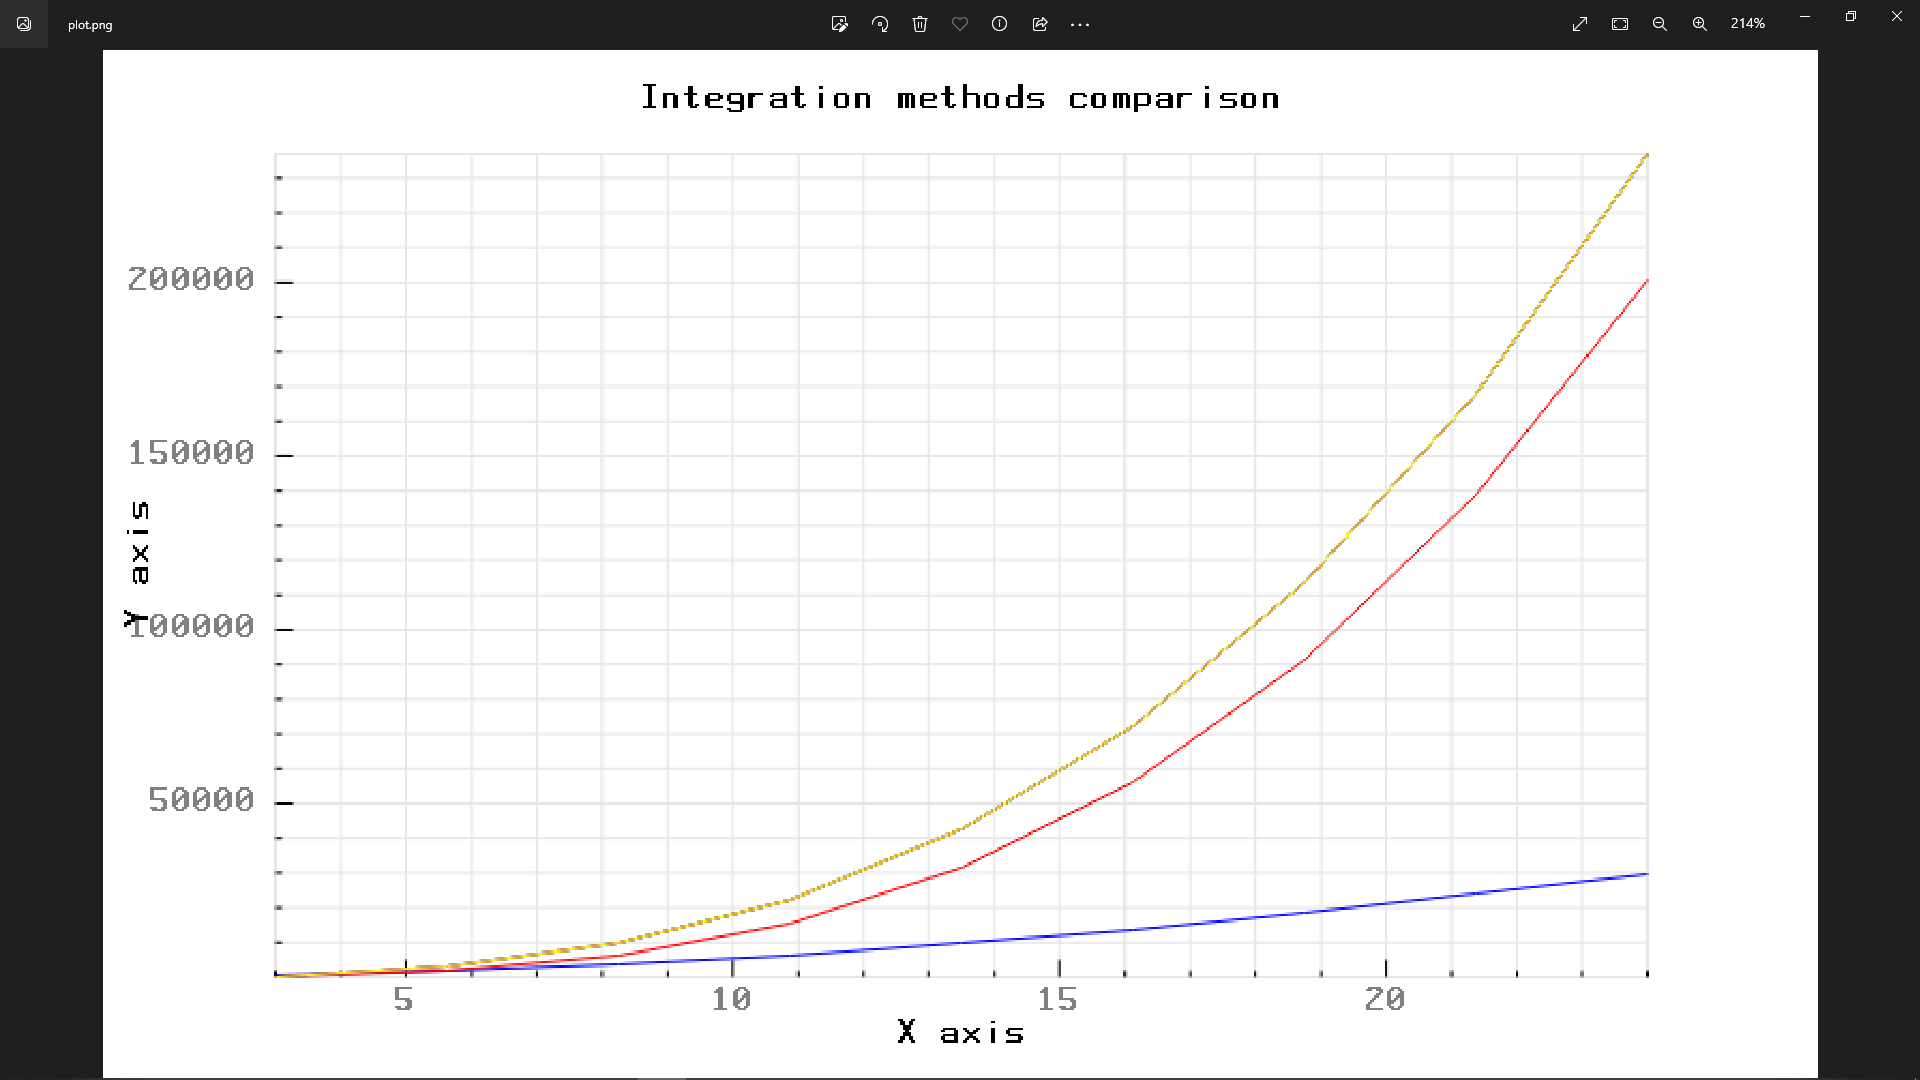 plot.png
214%
Integration methods comparison
200000
150000
100000
50000
Y axis
5 10 15 20
X axis